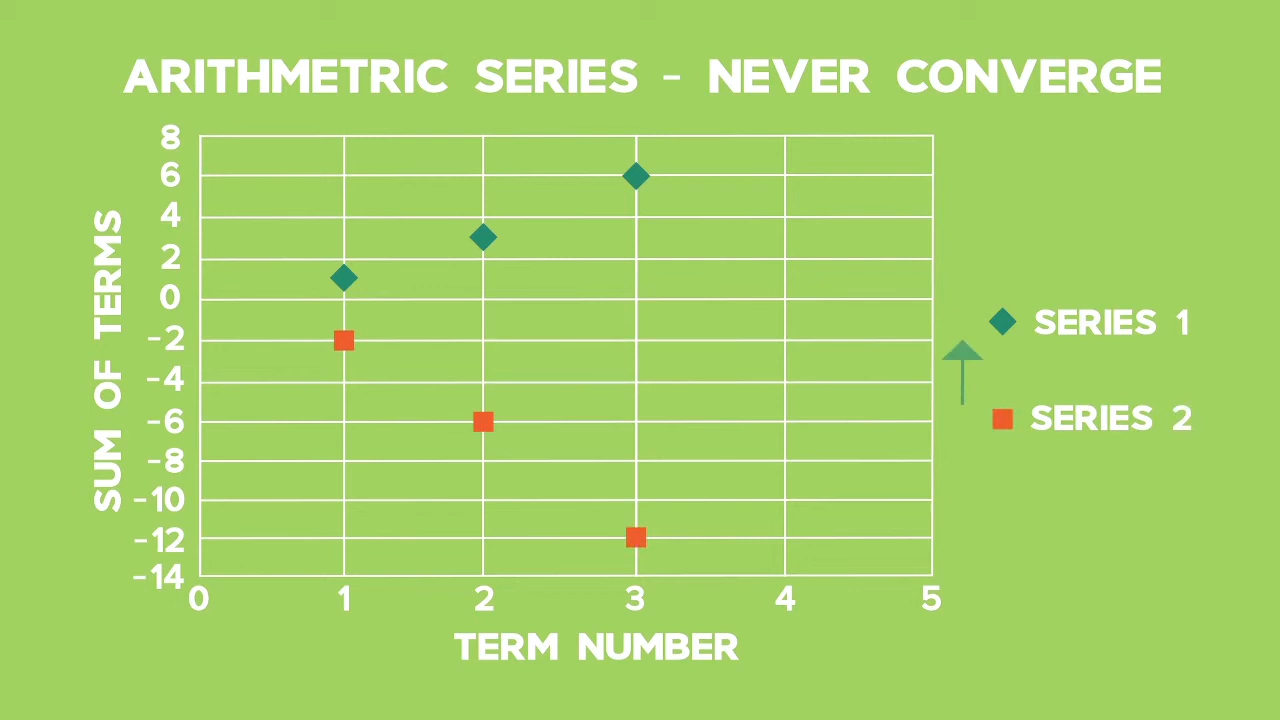 ARITHMETRIC SERIES - NEVER CONVERGE
8
6
4
2
0
-2
-4
-6
-8
-10
-12
-14
SUM OF TERMS
0 1 2 3 4 5
TERM NUMBER
SERIES 1
SERIES 2